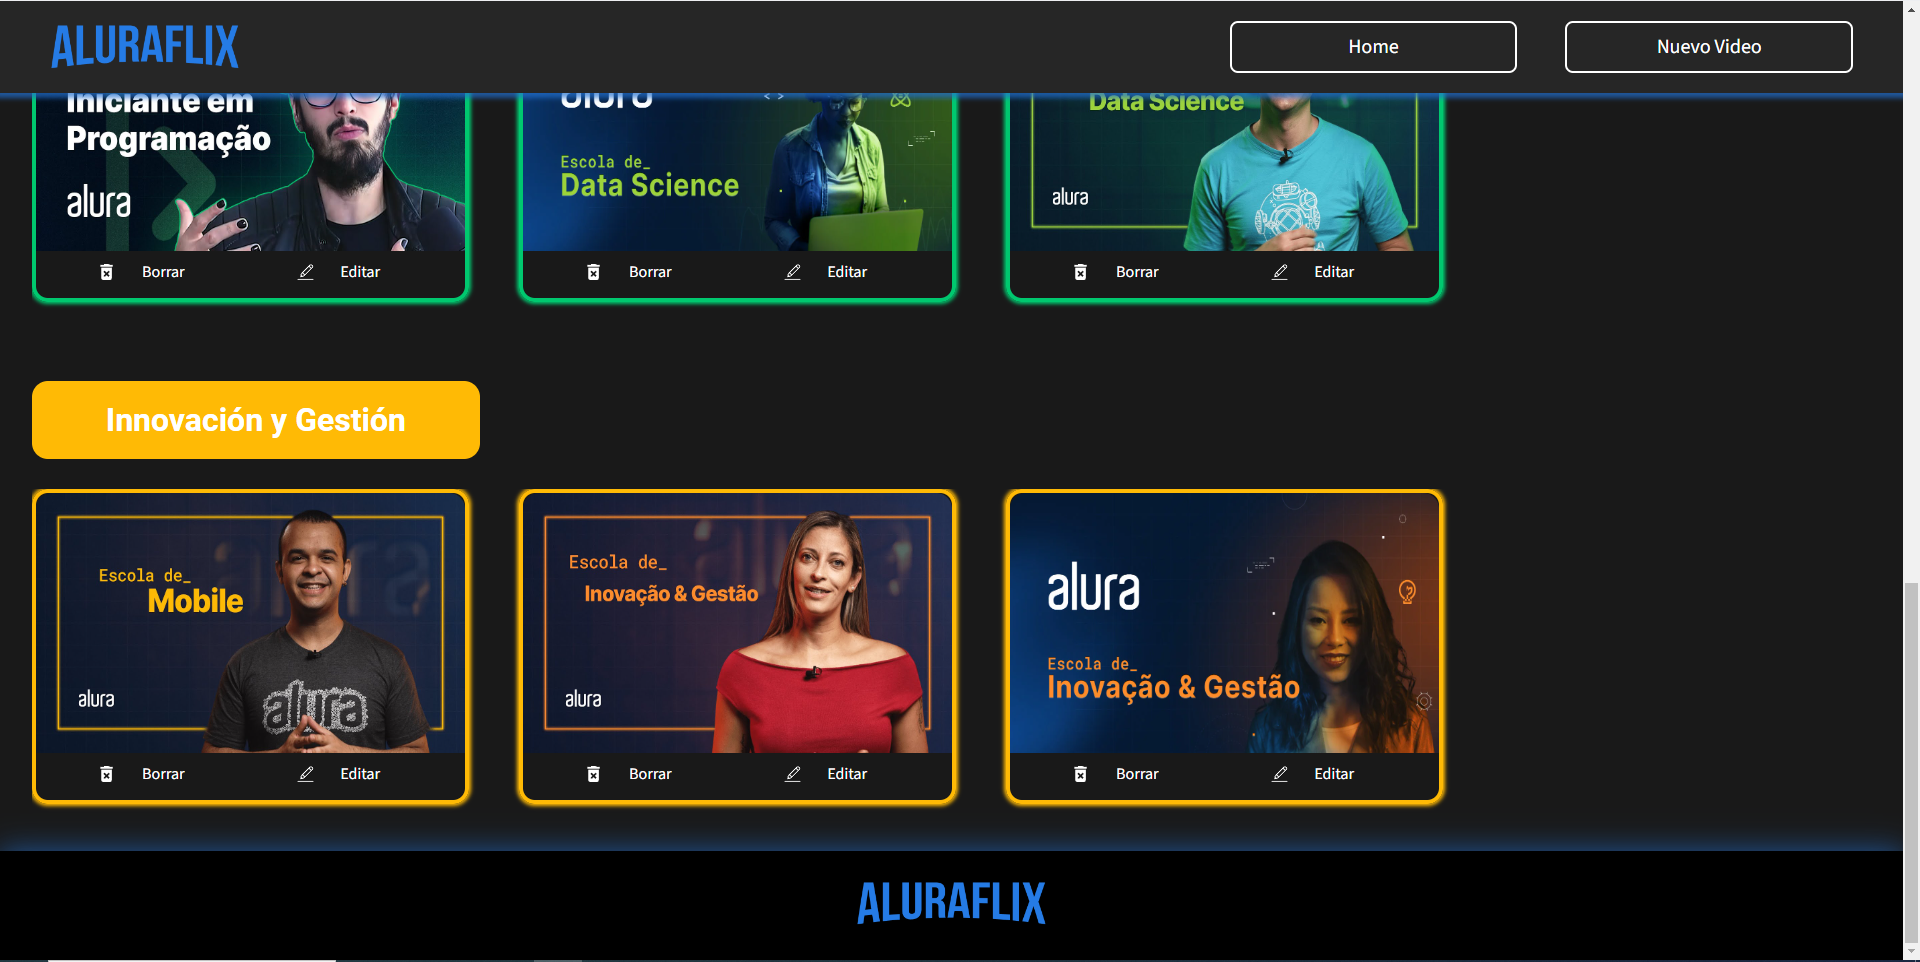 ALURAFLIX
Home
Nuevo Video
Iniciante em
Programação
alura
Borrar
Editar
alura
Escola de_
Data Science
Borrar
Editar
Data Science
alura
Borrar
Editar
Innovación y Gestión
Escola de_
Mobile
alura
alura
Borrar
Editar
Escola de_
Inovação & Gestão
alura
Borrar
Editar
alura
Escola de_
Inovação & Gestão
Borrar
Editar
ALURAFLIX